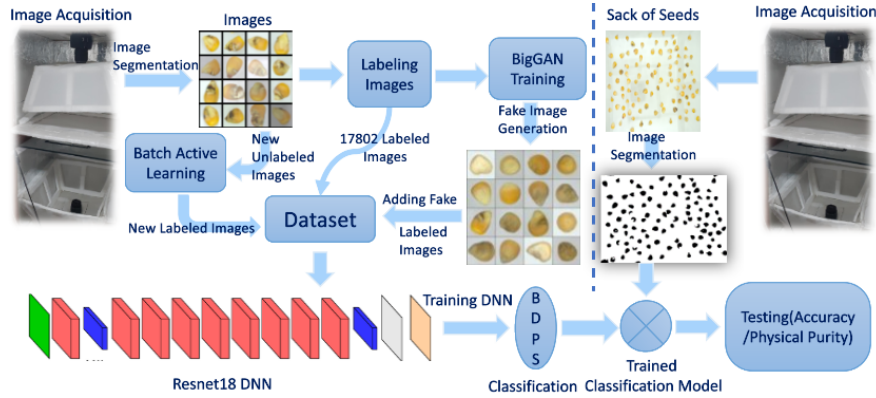 Image Acquisition
Images
Sack of Seeds
Image Acquisition
Image
Segmentation
Labeling
Images
BigGAN
Training
Fake Image
Generation
New
Unlabeled
Images
17802 Labeled
Images
Image
Segmentation
Batch Active
Learning
Dataset
Adding Fake
Labeled
Images
New Labeled Images
Training DNN
B
D
P
S
Testing(Accuracy
/Physical Purity)
Resnet18 DNN
Classification
Trained
Classification Model